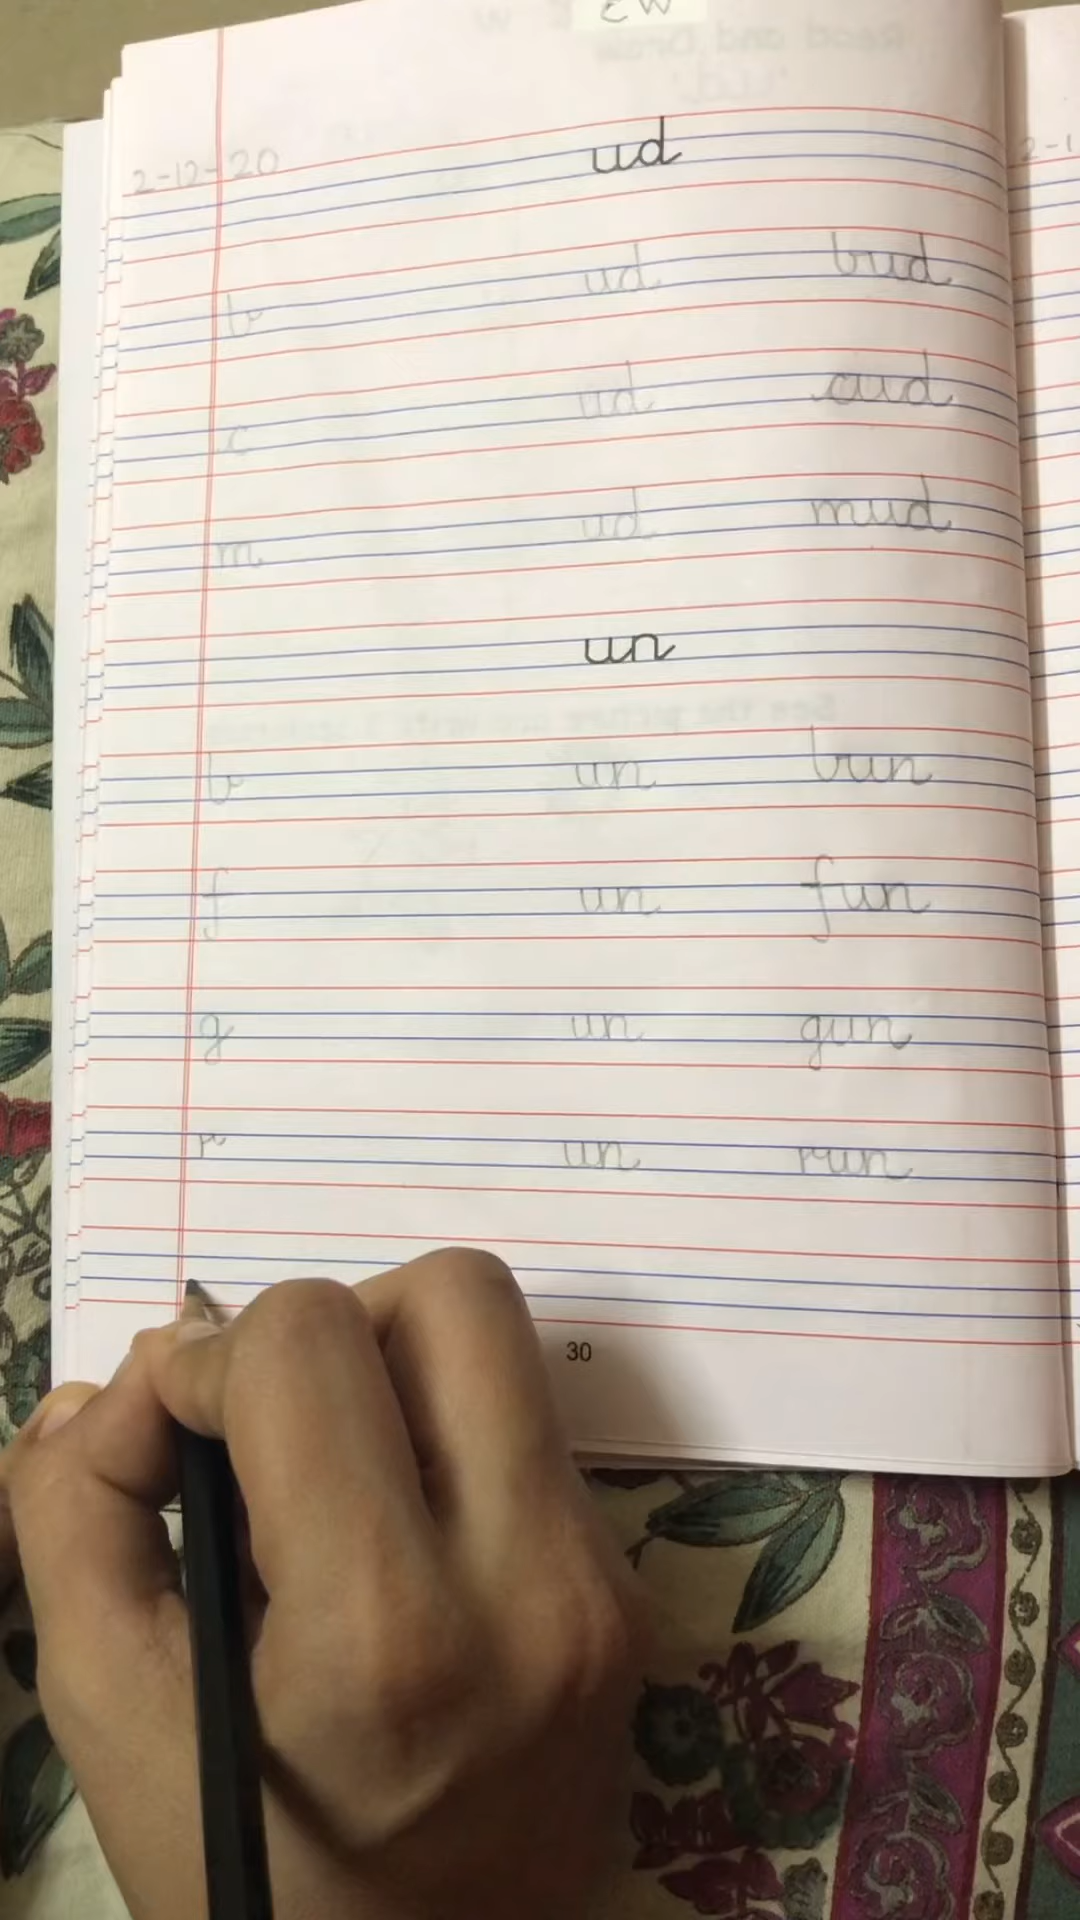 CW
2-12-20 ud
b ud bud
c ud cud
m ud mud
un
b un bun
f un fun
g un gun
r un run
30